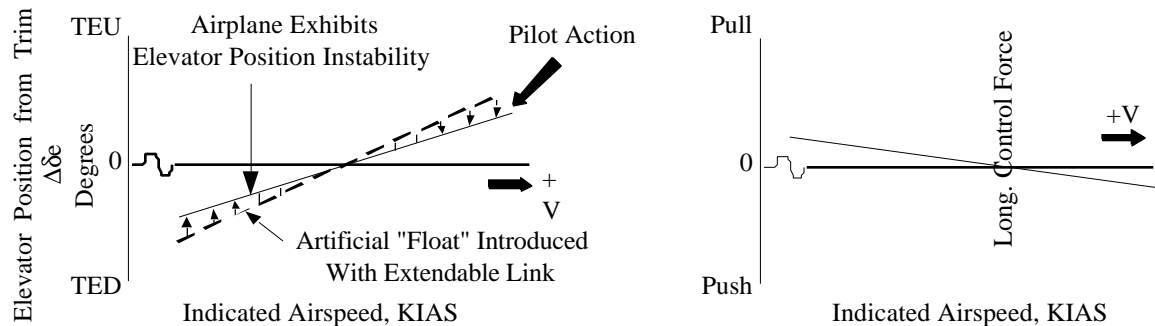 Elevator Position from Trim
Δδe
Degrees
TEU
0
TED
Airplane Exhibits
Elevator Position Instability
Pilot Action
+
V
Artificial "Float" Introduced
With Extendable Link
Indicated Airspeed, KIAS
Pull
0
Push
Long. Control Force
+V
Indicated Airspeed, KIAS